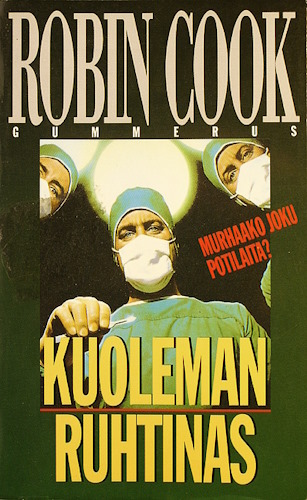 ROBIN COOK
GUMMERUS
MURHAAKO JOKU
POTILAITA?
KUOLEMAN
RUHTINAS